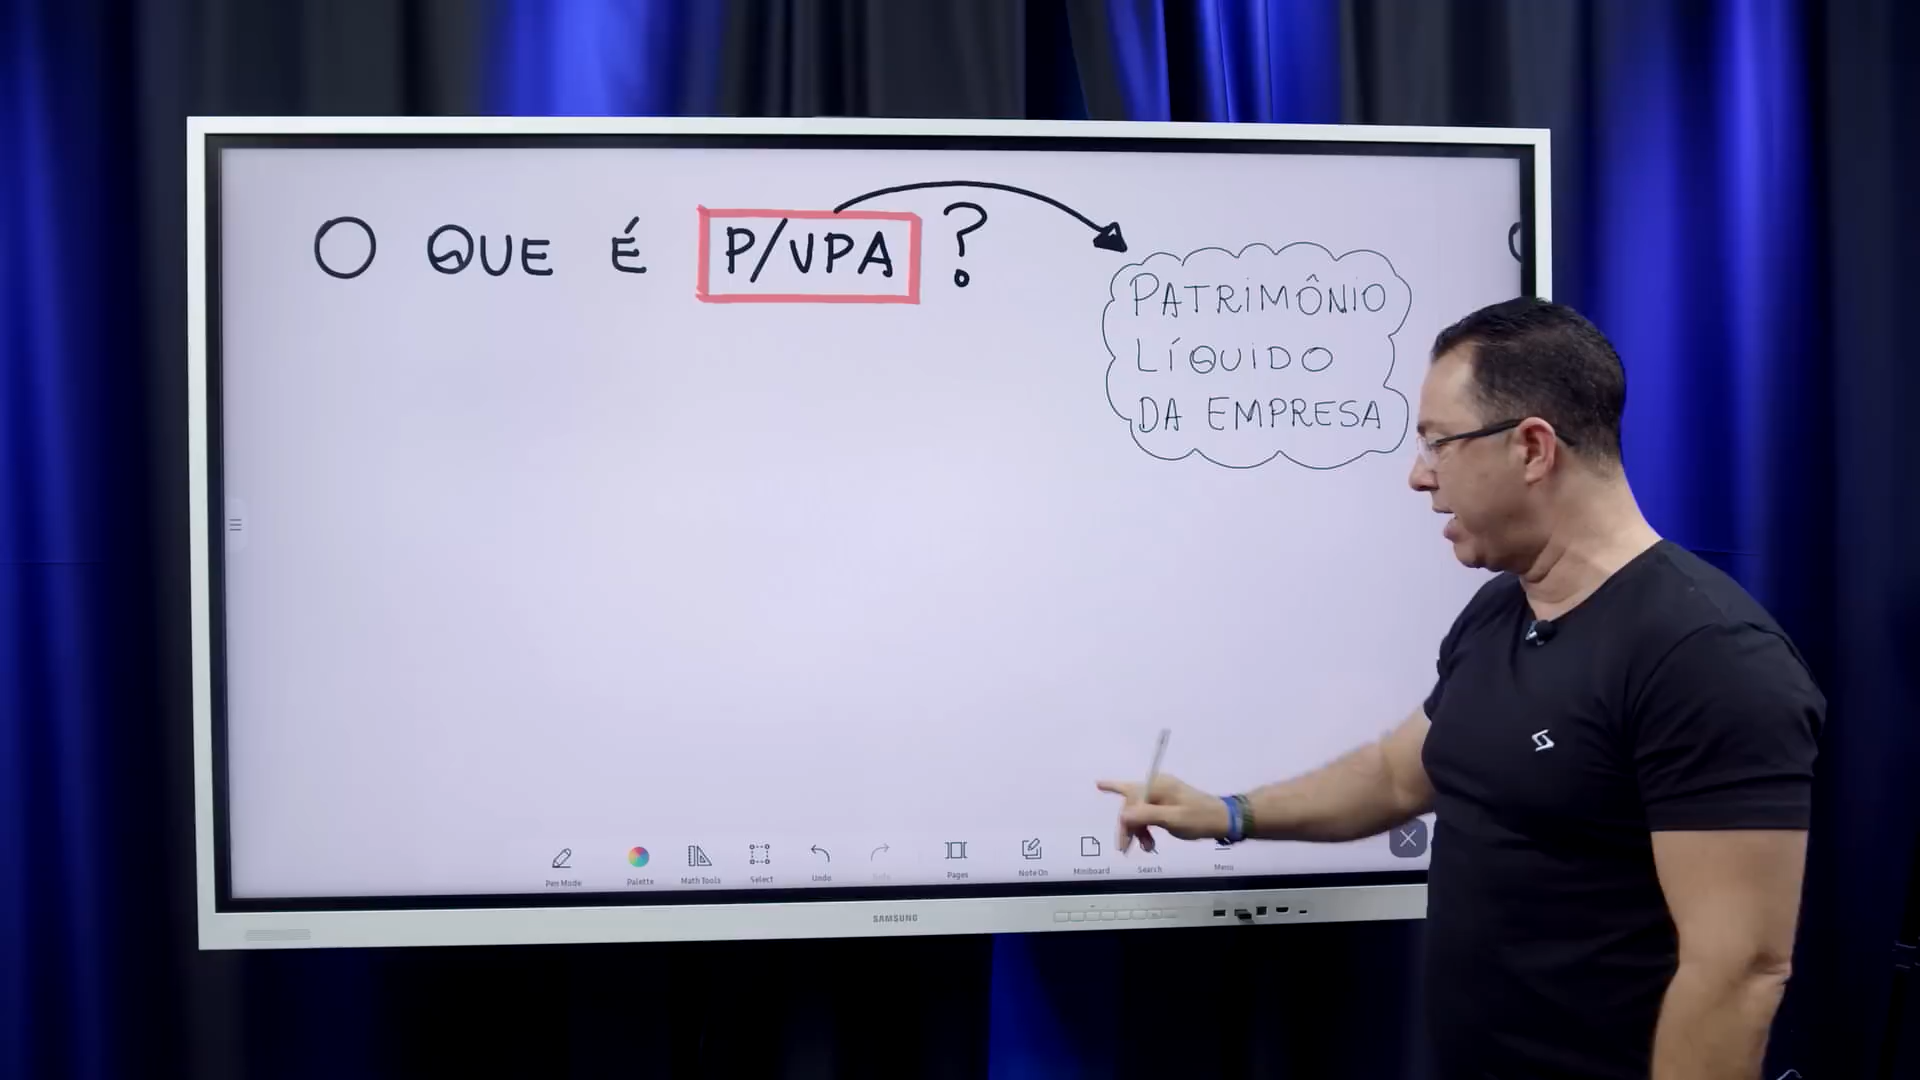 O QUE É P/VPA ?
PATRIMÔNIO
LÍQUIDO
DA EMPRESA
Pen Mode
Palette
Math Tools
Select
Undo
Pages
Note On
Miniboard
Search
Menu
SAMSUNG